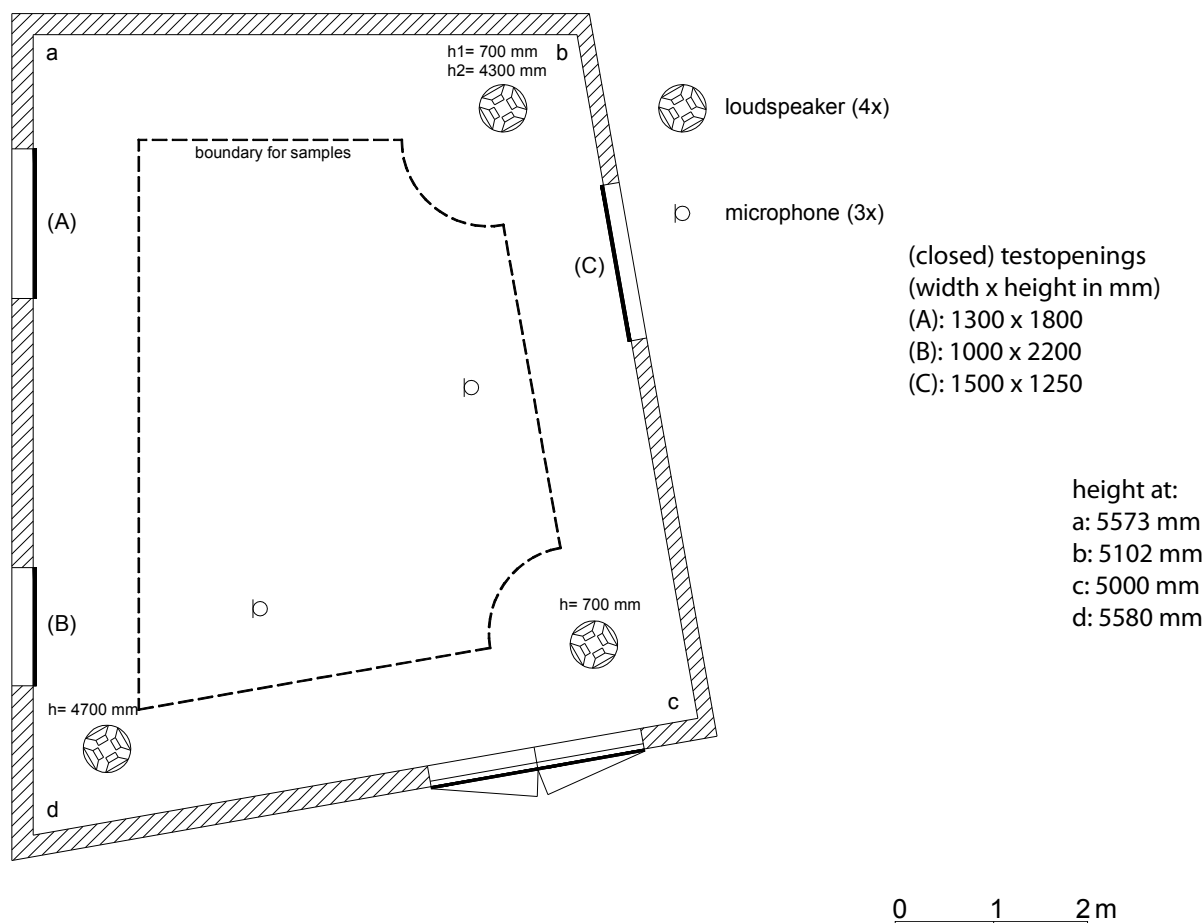 a
b
h1= 700 mm
h2= 4300 mm
loudspeaker (4x)
boundary for samples
microphone (3x)
(A)
(C)
(closed) testopenings
(width x height in mm)
(A): 1300 x 1800
(B): 1000 x 2200
(C): 1500 x 1250
height at:
a: 5573 mm
b: 5102 mm
c: 5000 mm
d: 5580 mm
h= 700 mm
(B)
h= 4700 mm
c
d
0 1 2 m